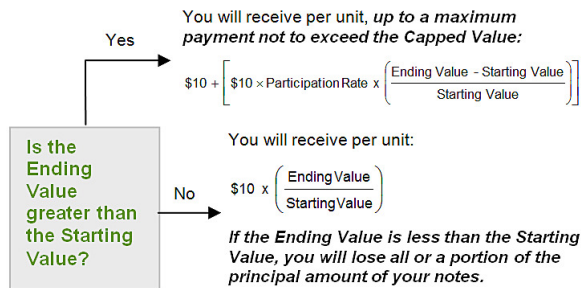 You will receive per unit, up to a maximum
payment not to exceed the Capped Value:
Yes
$10 + [ $10 × Participation Rate x ( Ending Value - Starting Value / Starting Value ) ]
Is the
Ending
Value
greater than
the Starting
Value?
No
You will receive per unit:
$10 x ( Ending Value / Starting Value )
If the Ending Value is less than the Starting
Value, you will lose all or a portion of the
principal amount of your notes.